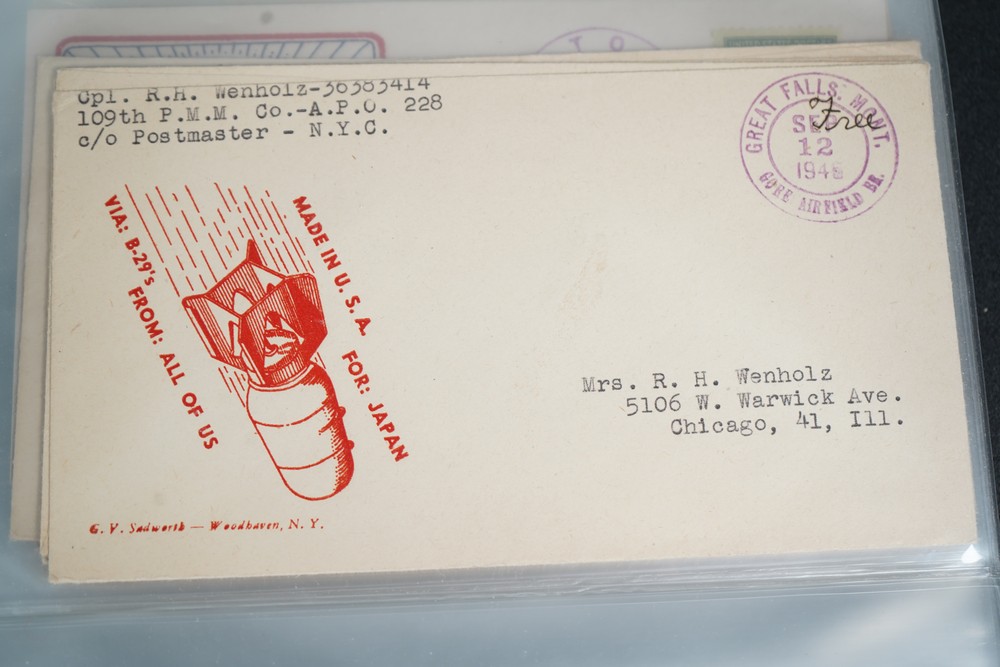 Cpl. R.H. Wenholz-36383414
109th P.M.M. Co.-A.P.O. 228
c/o Postmaster - N.Y.C.
GREAT FALLS, MONT.
SEP
12
1945
GORE AIRFIELD BR.
Free
VIA: B-29's FROM: ALL OF US
MADE IN U.S.A. FOR: JAPAN
Mrs. R. H. Wenholz
5106 W. Warwick Ave.
Chicago, 41, Ill.
G. V. Sadworth — Woodhaven, N. Y.